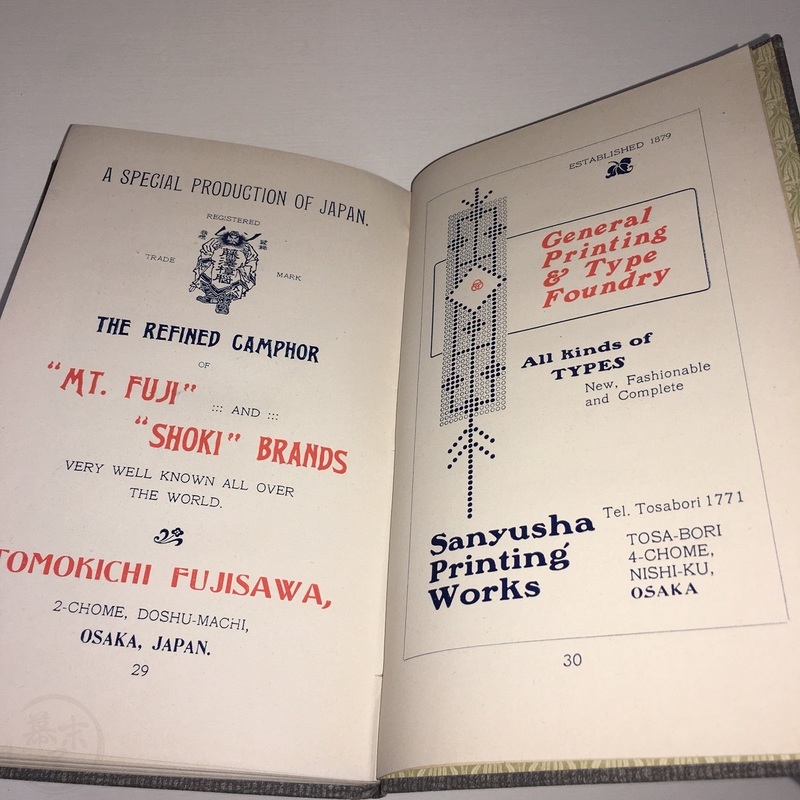 A SPECIAL PRODUCTION OF JAPAN.
REGISTERED
TRADE
MARK
THE REFINED CAMPHOR
OF
"MT. FUJI"
::: AND :::
"SHOKI" BRANDS
VERY WELL KNOWN ALL OVER
THE WORLD.
TOMOKICHI FUJISAWA,
2-CHOME, DOSHU-MACHI,
OSAKA, JAPAN.
29
ESTABLISHED 1879
General
Printing
& Type
Foundry
All Kinds of
TYPES
New, Fashionable
and Complete
Sanyusha
Printing
Works
Tel. Tosabori 1771
TOSA-BORI
4-CHOME,
NISHI-KU,
OSAKA
30
幕末